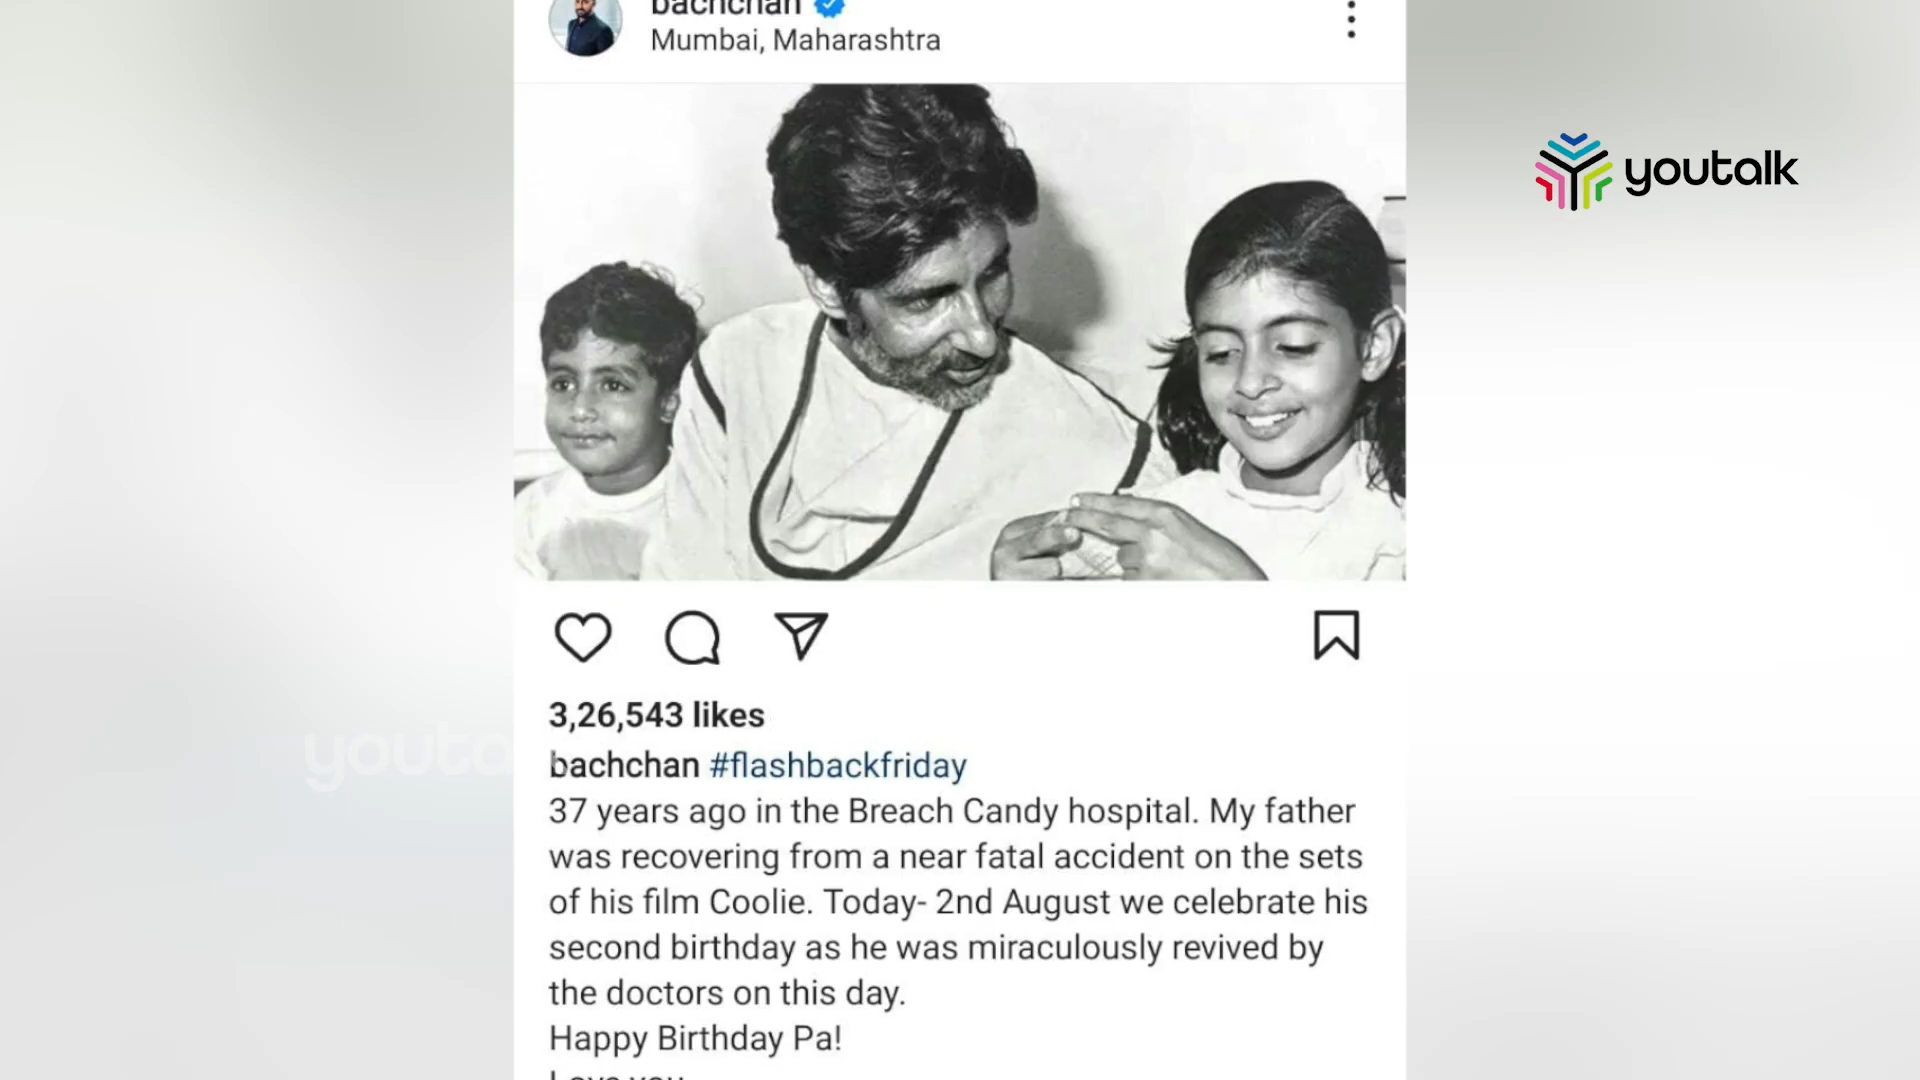 bachchan
Mumbai, Maharashtra
youtalk
3,26,543 likes
bachchan #flashbackfriday
37 years ago in the Breach Candy hospital. My father
was recovering from a near fatal accident on the sets
of his film Coolie. Today- 2nd August we celebrate his
second birthday as he was miraculously revived by
the doctors on this day.
Happy Birthday Pa!
Love you